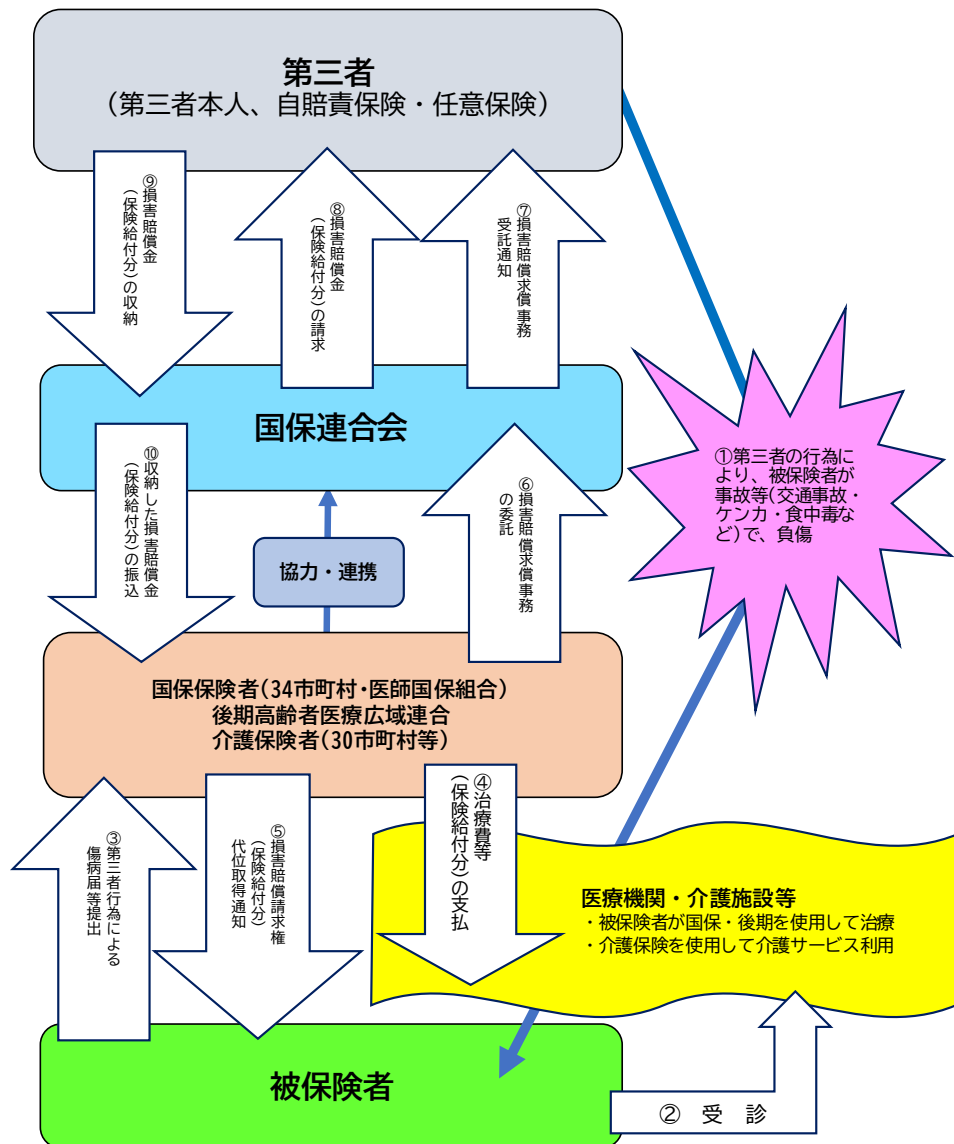 第三者
(第三者本人、自賠責保険・任意保険)
⑨損害賠償金
(保険給付分)の収納
⑧損害賠償金
(保険給付分)の請求
⑦損害賠償求償事務
受託通知
国保連合会
①第三者の行為に
より、被保険者が
事故等(交通事故・
ケンカ・食中毒な
ど)で、負傷
⑩収納した損害賠償金
(保険給付分)の振込
協力・連携
⑥損害賠償求償事務
の委託
国保保険者(34市町村・医師国保組合)
後期高齢者医療広域連合
介護保険者(30市町村等)
③第三者行為による
傷病届等提出
⑤損害賠償請求権
(保険給付分)
代位取得通知
④治療費等
(保険給付分)の支払
医療機関・介護施設等
・被保険者が国保・後期を使用して治療
・介護保険を使用して介護サービス利用
被保険者
② 受 診